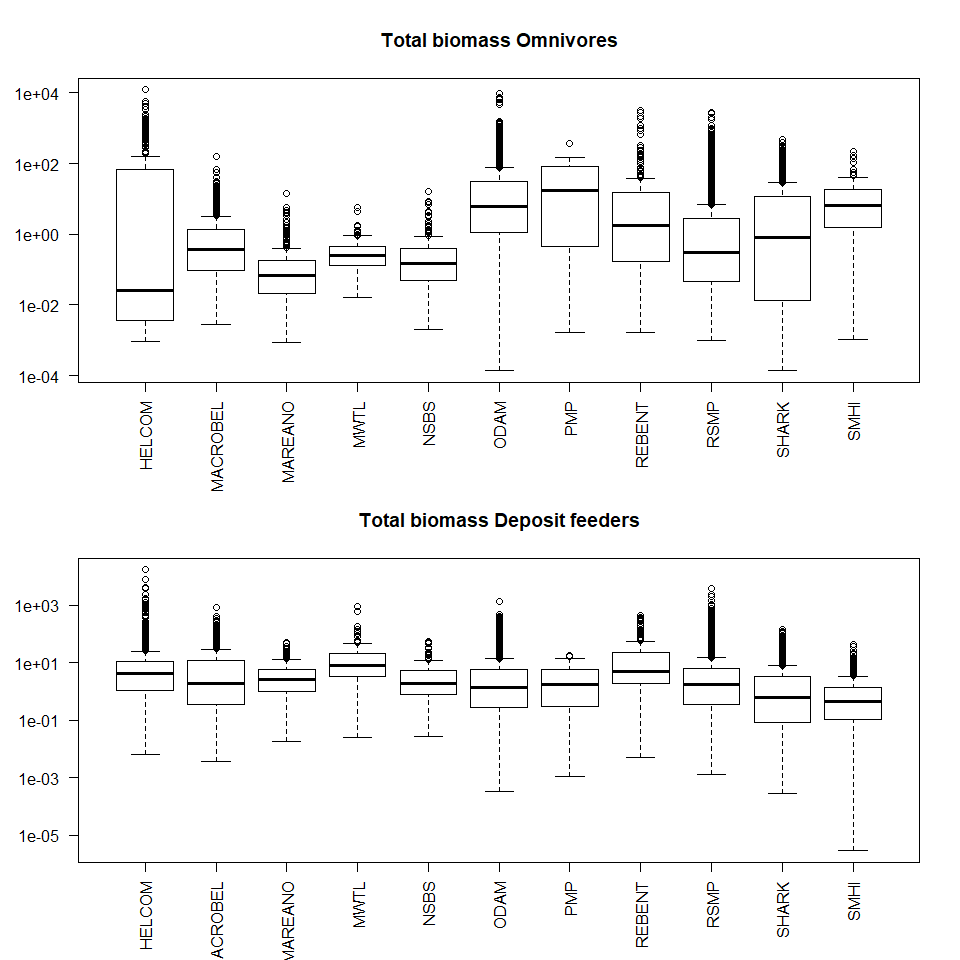 Total biomass Omnivores
1e+04
1e+02
1e+00
1e-02
1e-04
HELCOM
MACROBEL
MAREANO
MWTL
NSBS
ODAM
PMP
REBENT
RSMP
SHARK
SMHI
Total biomass Deposit feeders
1e+03
1e+01
1e-01
1e-03
1e-05
HELCOM
ACROBEL
MAREANO
MWTL
NSBS
ODAM
PMP
REBENT
RSMP
SHARK
SMHI